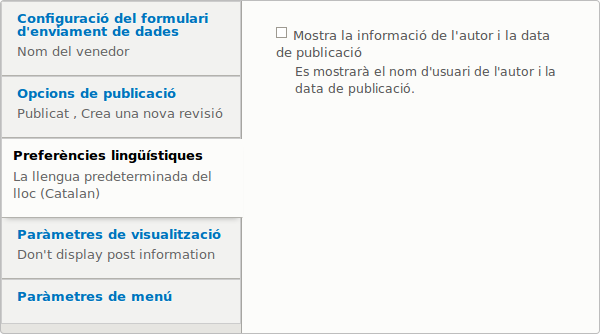 Configuració del formulari
d'enviament de dades
Nom del venedor
Opcions de publicació
Publicat , Crea una nova revisió
Preferències lingüístiques
La llengua predeterminada del
lloc (Catalan)
Paràmetres de visualització
Don't display post information
Paràmetres de menú
Mostra la informació de l'autor i la data
de publicació
Es mostrarà el nom d'usuari de l'autor i la
data de publicació.